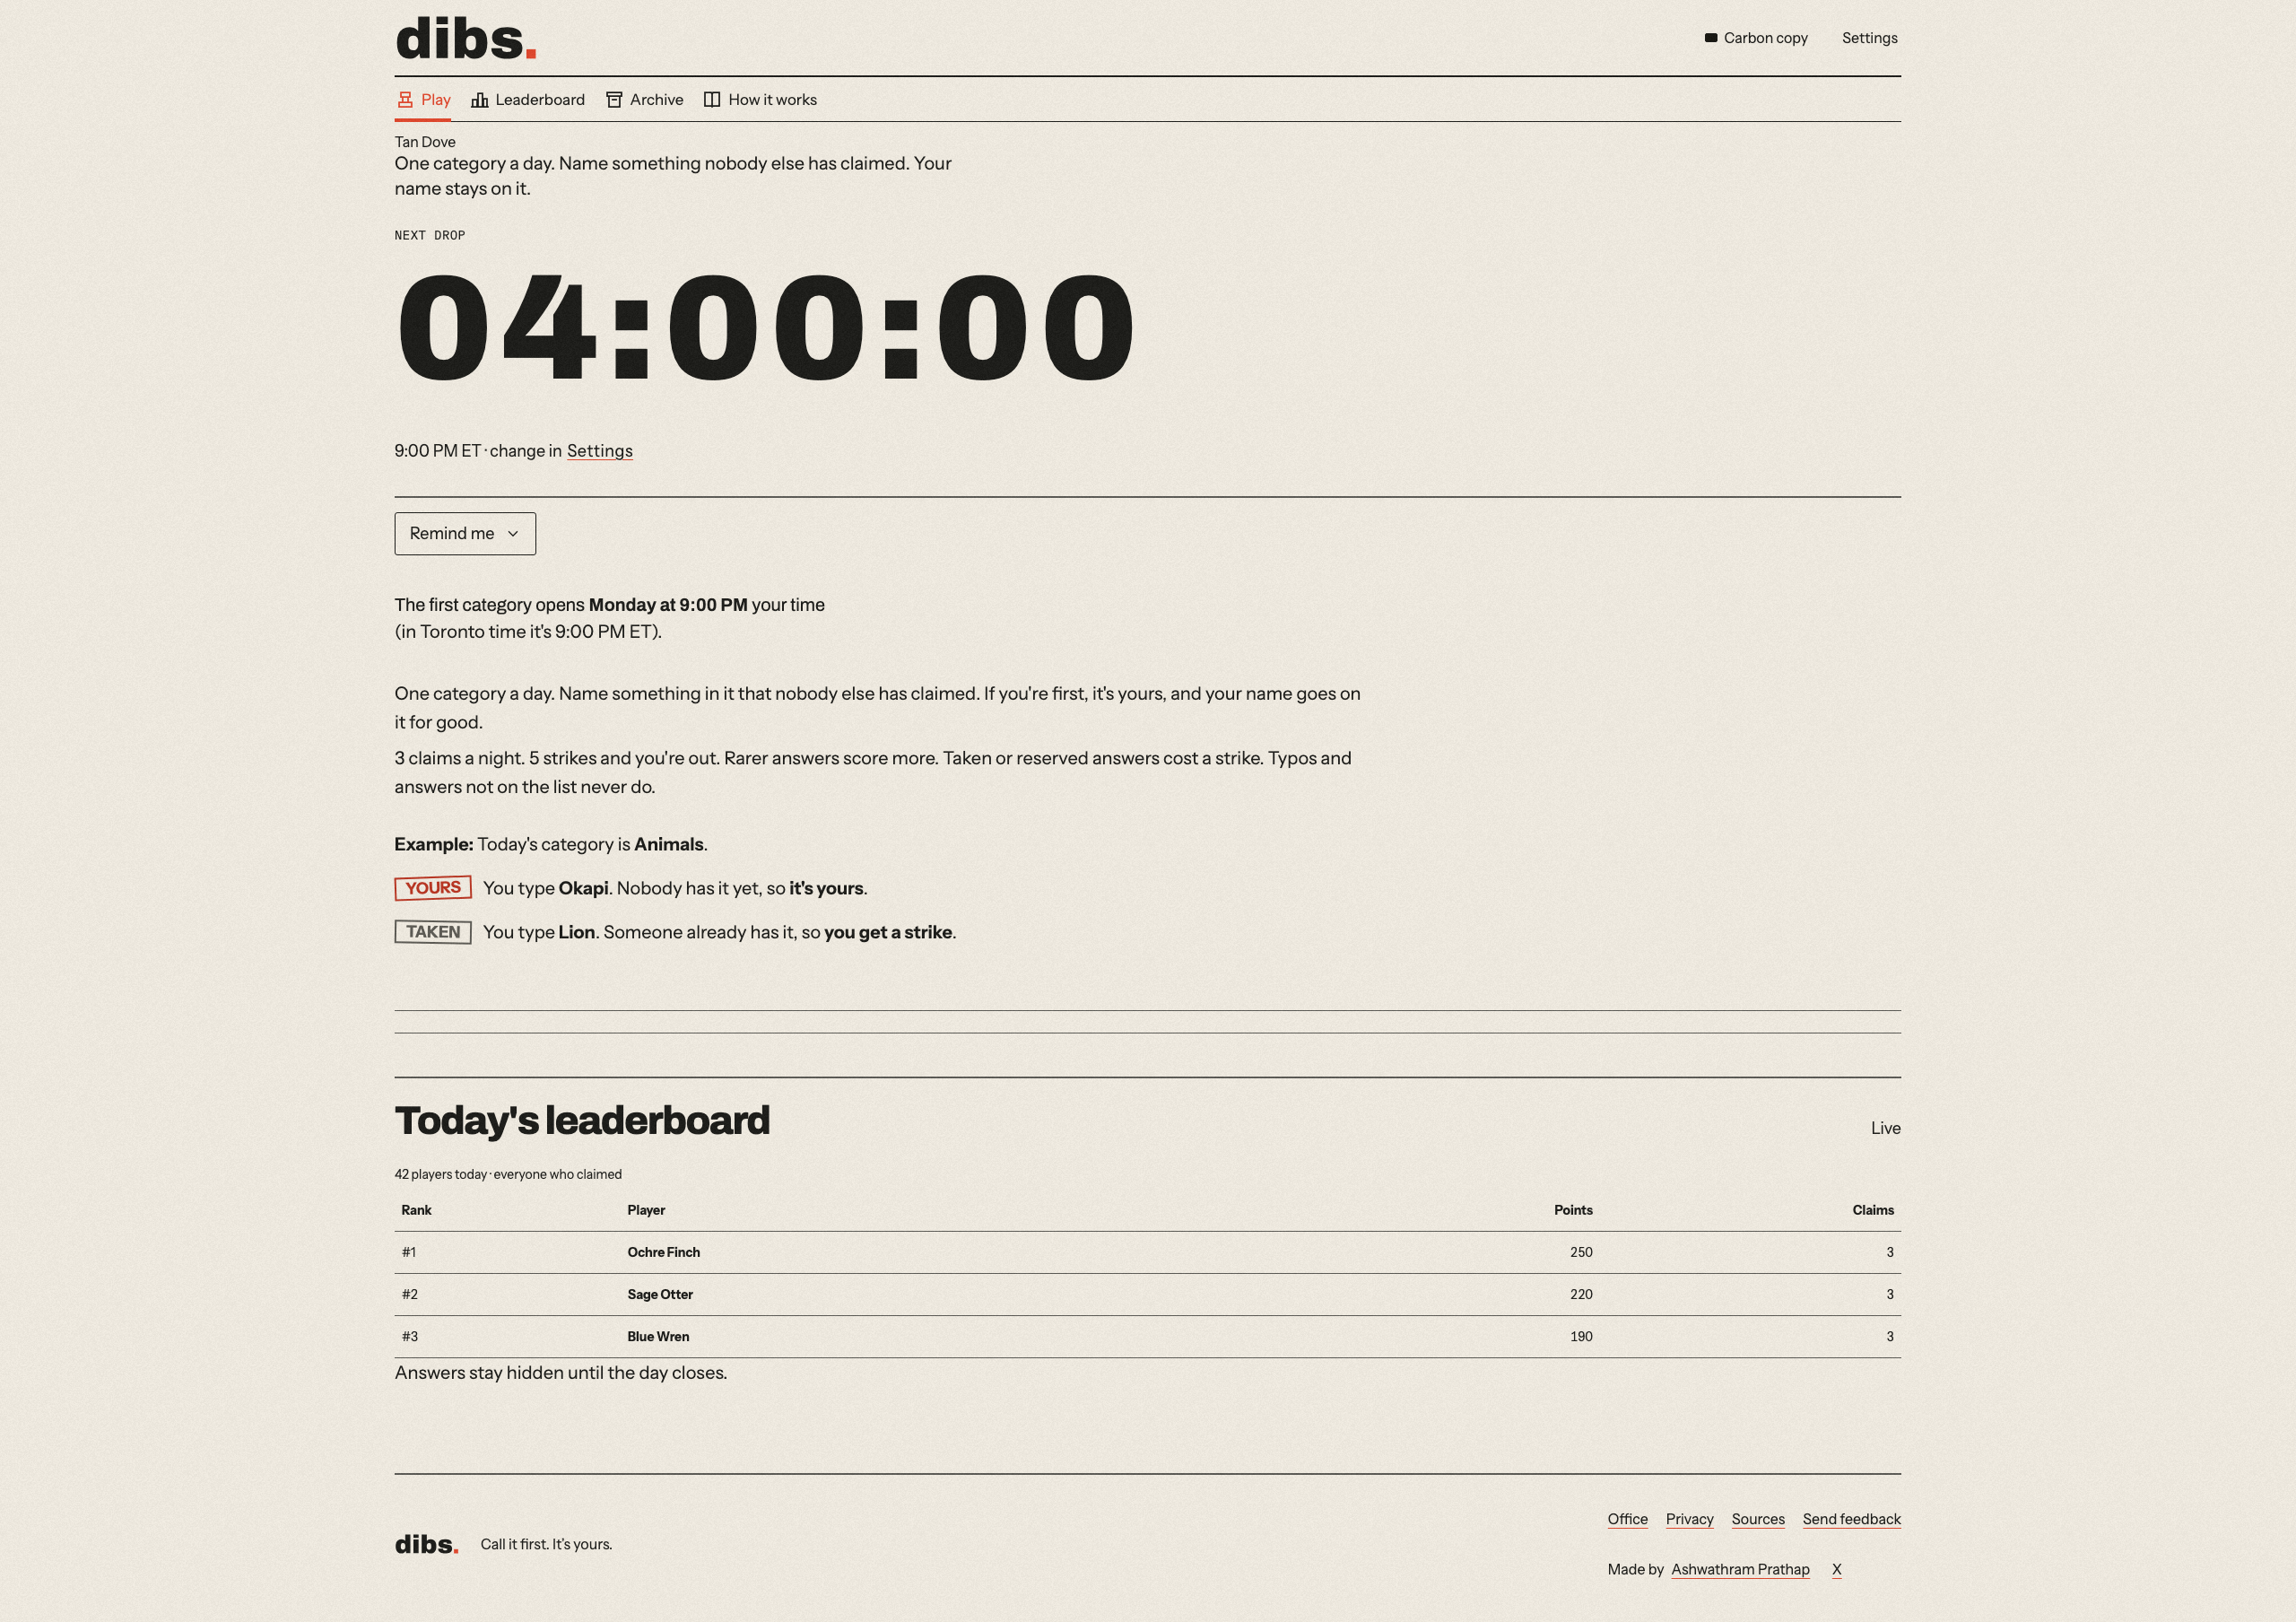 dibs.
Carbon copy
Settings
Play
Leaderboard
Archive
How it works
Tan Dove
One category a day. Name something nobody else has claimed. Your
name stays on it.
NEXT DROP
04:00:00
9:00 PM ET · change in Settings
Remind me
The first category opens Monday at 9:00 PM your time
(in Toronto time it's 9:00 PM ET).
One category a day. Name something in it that nobody else has claimed. If you're first, it's yours, and your name goes on
it for good.
3 claims a night. 5 strikes and you're out. Rarer answers score more. Taken or reserved answers cost a strike. Typos and
answers not on the list never do.
Example: Today's category is Animals.
YOURS You type Okapi. Nobody has it yet, so it's yours.
TAKEN You type Lion. Someone already has it, so you get a strike.
Today's leaderboard
Live
42 players today · everyone who claimed
Rank Player Points Claims
#1 Ochre Finch 250 3
#2 Sage Otter 220 3
#3 Blue Wren 190 3
Answers stay hidden until the day closes.
Office Privacy Sources Send feedback
dibs. Call it first. It's yours.
Made by Ashwathram Prathap X